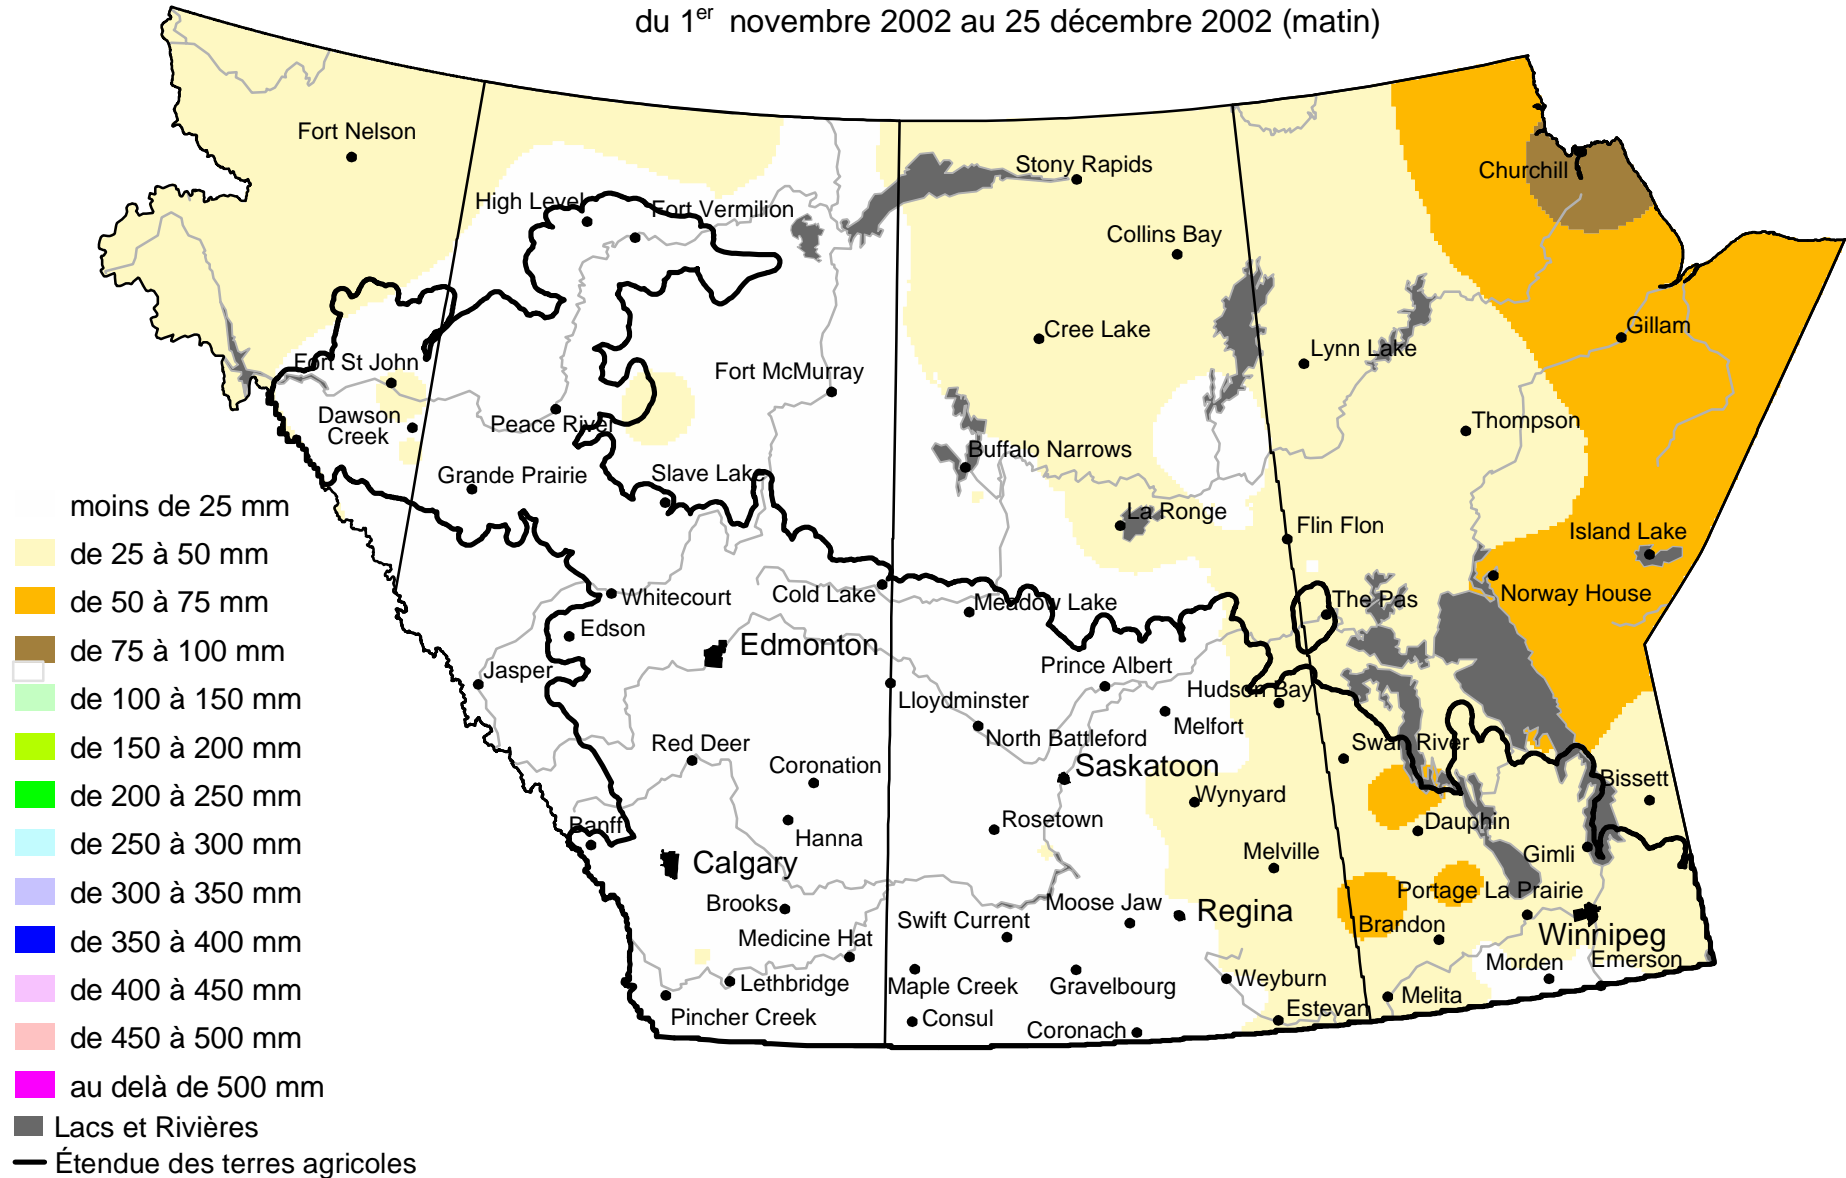 du 1er novembre 2002 au 25 décembre 2002 (matin)
Fort Nelson
Stony Rapids
Churchill
High Level
Fort Vermilion
Collins Bay
Gillam
Cree Lake
Lynn Lake
Fort St John
Fort McMurray
Dawson
Creek
Peace River
Thompson
Buffalo Narrows
Grande Prairie
Slave Lake
La Ronge
Flin Flon
Island Lake
Whitecourt
Cold Lake
Meadow Lake
The Pas
Norway House
Edson
Edmonton
Jasper
Prince Albert
Hudson Bay
Lloydminster
Melfort
North Battleford
Red Deer
Swan River
Coronation
Saskatoon
Bissett
Wynyard
Banff
Hanna
Rosetown
Dauphin
Calgary
Melville
Gimli
Portage La Prairie
Brooks
Swift Current
Moose Jaw
Regina
Brandon
Winnipeg
Medicine Hat
Emerson
Morden
Lethbridge
Maple Creek
Gravelbourg
Weyburn
Melita
Pincher Creek
Consul
Coronach
Estevan
moins de 25 mm
de 25 à 50 mm
de 50 à 75 mm
de 75 à 100 mm
de 100 à 150 mm
de 150 à 200 mm
de 200 à 250 mm
de 250 à 300 mm
de 300 à 350 mm
de 350 à 400 mm
de 400 à 450 mm
de 450 à 500 mm
au delà de 500 mm
Lacs et Rivières
Étendue des terres agricoles